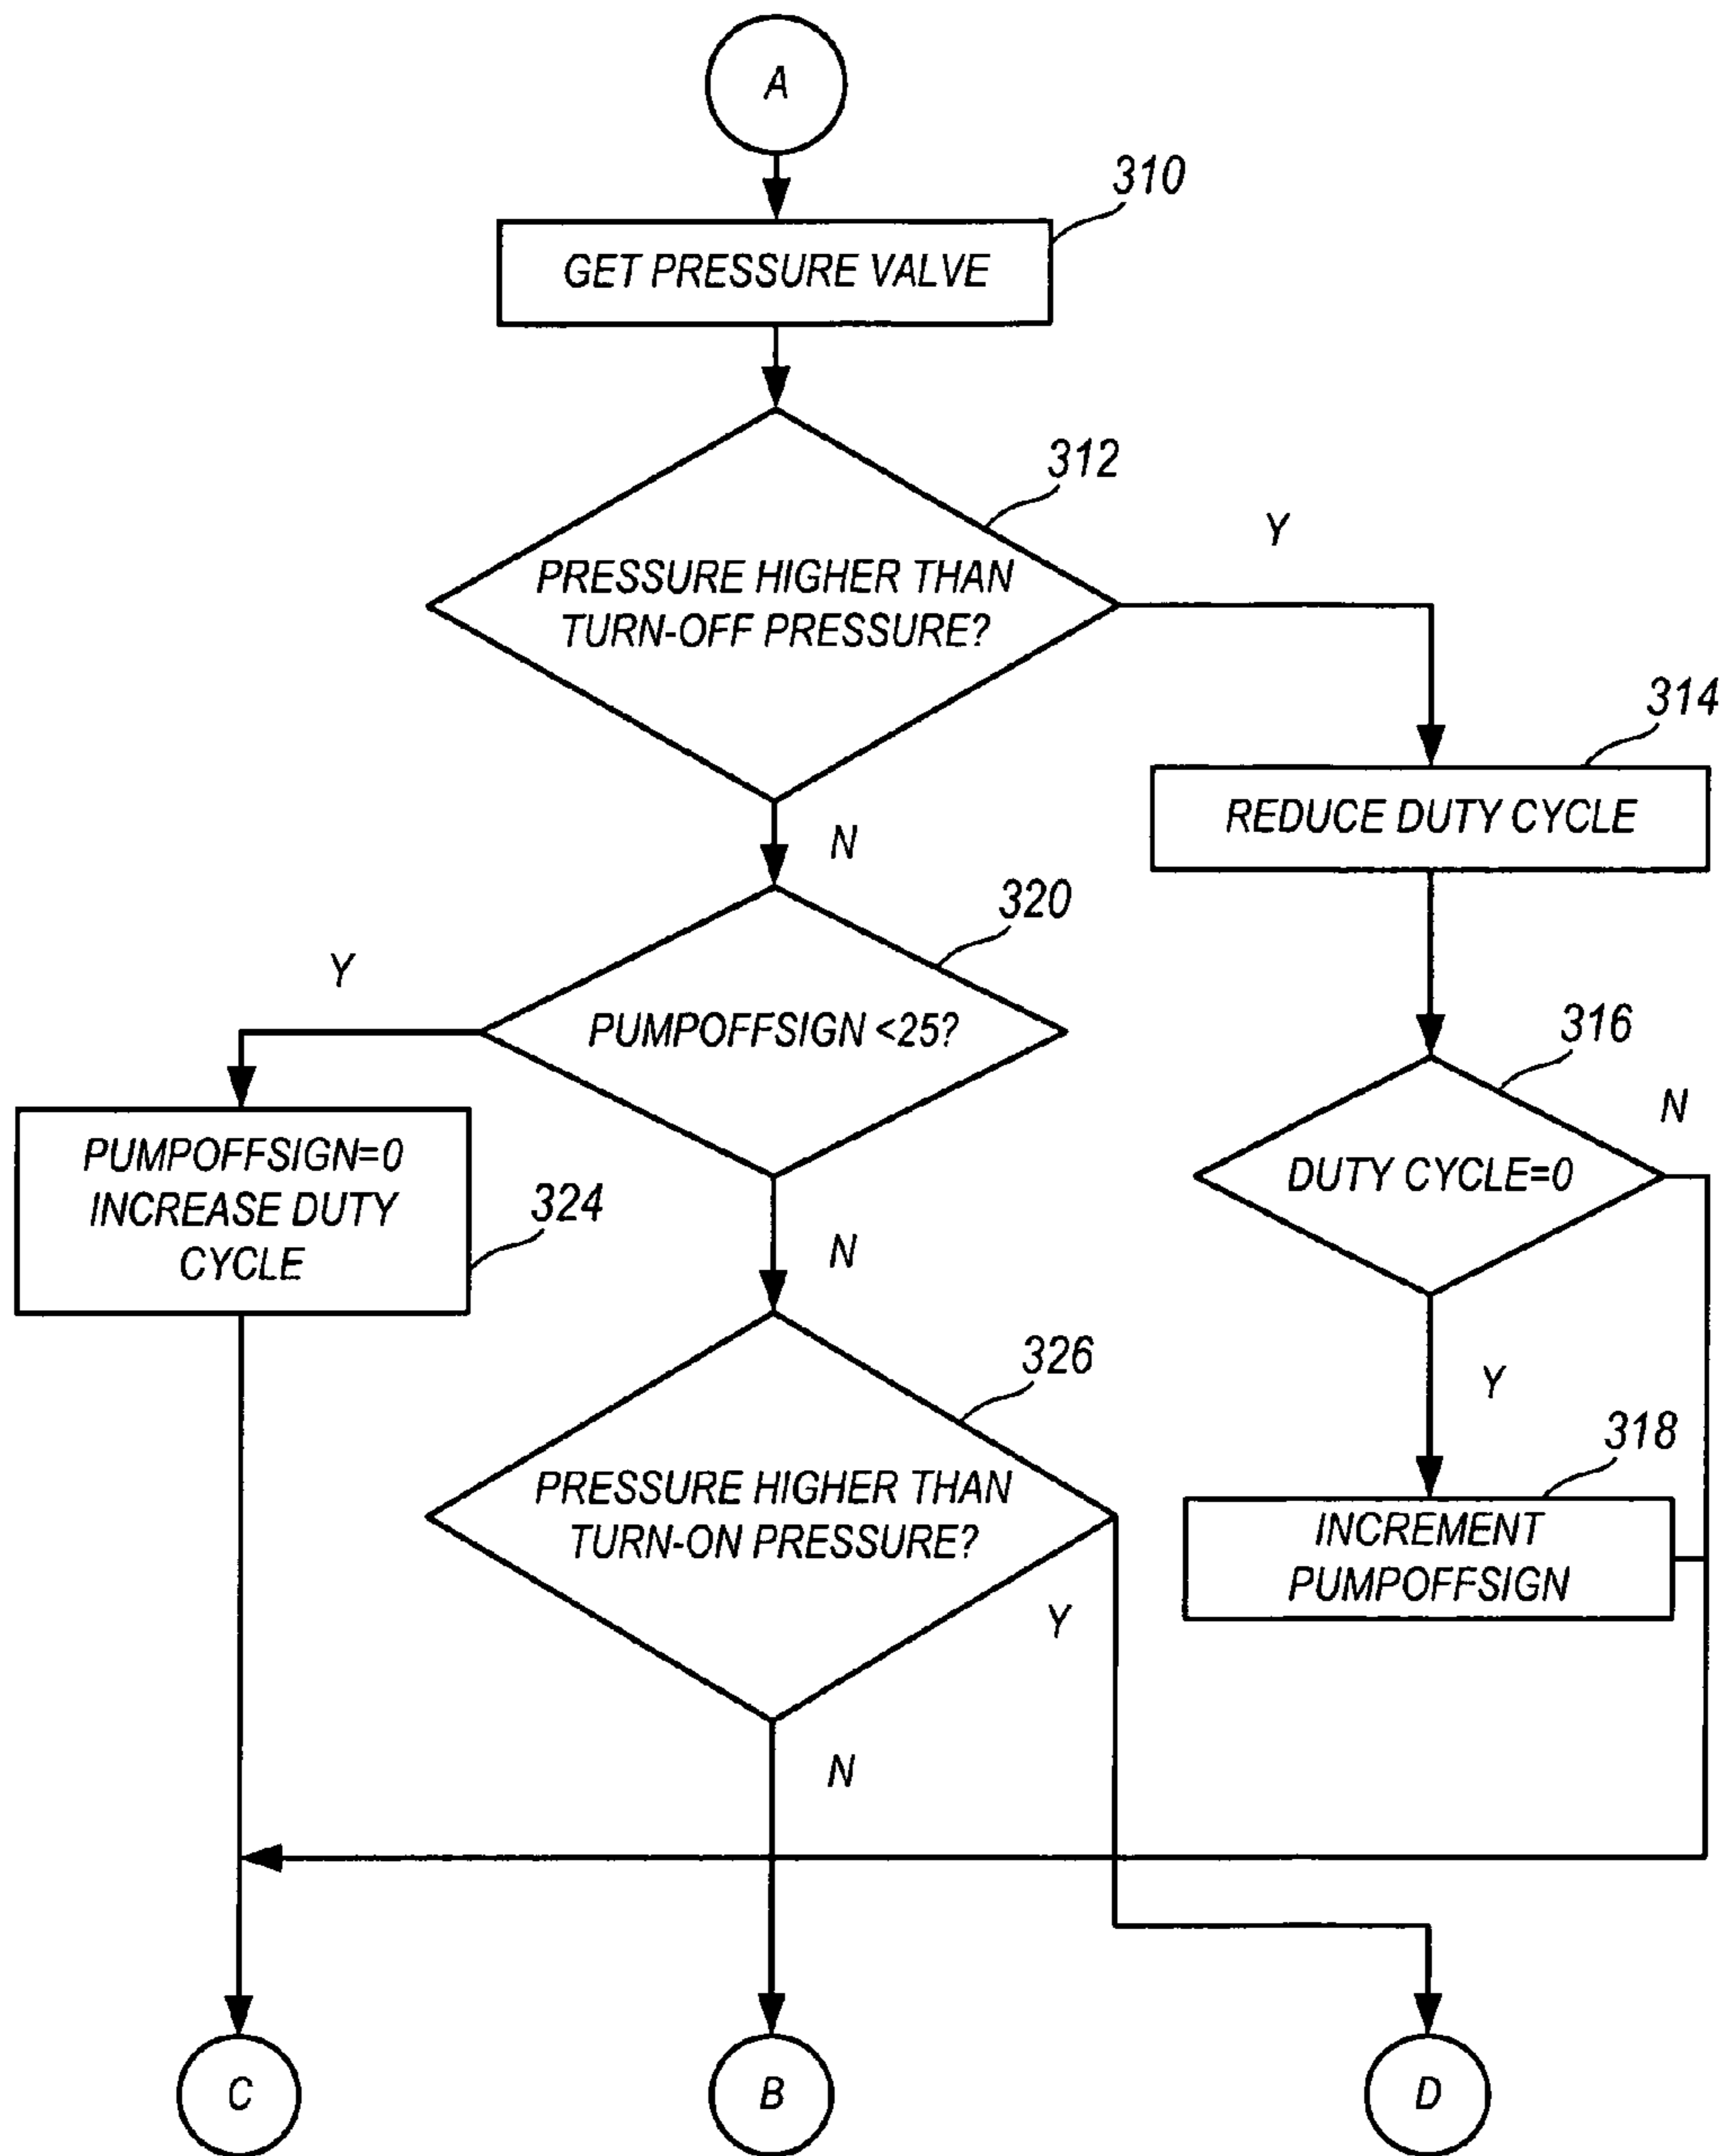 A
310
GET PRESSURE VALVE
312
PRESSURE HIGHER THAN
TURN-OFF PRESSURE?
Y
314
REDUCE DUTY CYCLE
N
320
PUMPOFFSIGN <25?
Y
316
DUTY CYCLE=0
N
PUMPOFFSIGN=0
INCREASE DUTY
CYCLE
324
N
326
PRESSURE HIGHER THAN
TURN-ON PRESSURE?
Y
318
INCREMENT
PUMPOFFSIGN
Y
N
C
B
D